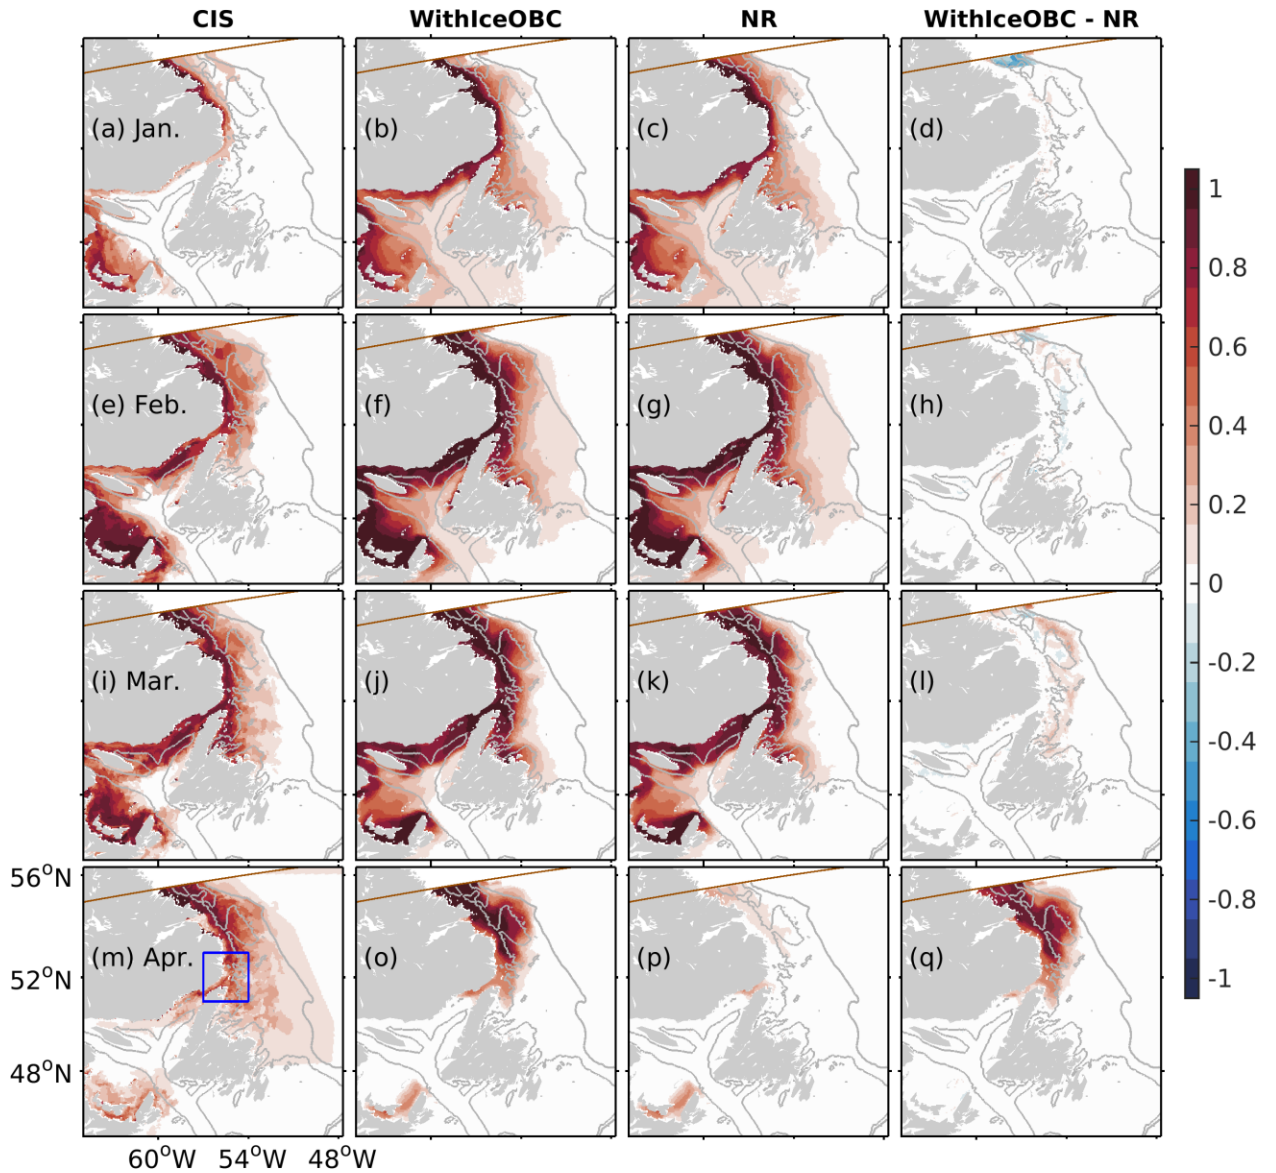 CIS WithIceOBC NR WithIceOBC - NR
(a) Jan. (b) (c) (d)
(e) Feb. (f) (g) (h)
(i) Mar. (j) (k) (l)
(m) Apr. (o) (p) (q)
56°N
52°N
48°N
60°W 54°W 48°W
1
0.8
0.6
0.4
0.2
0
-0.2
-0.4
-0.6
-0.8
-1